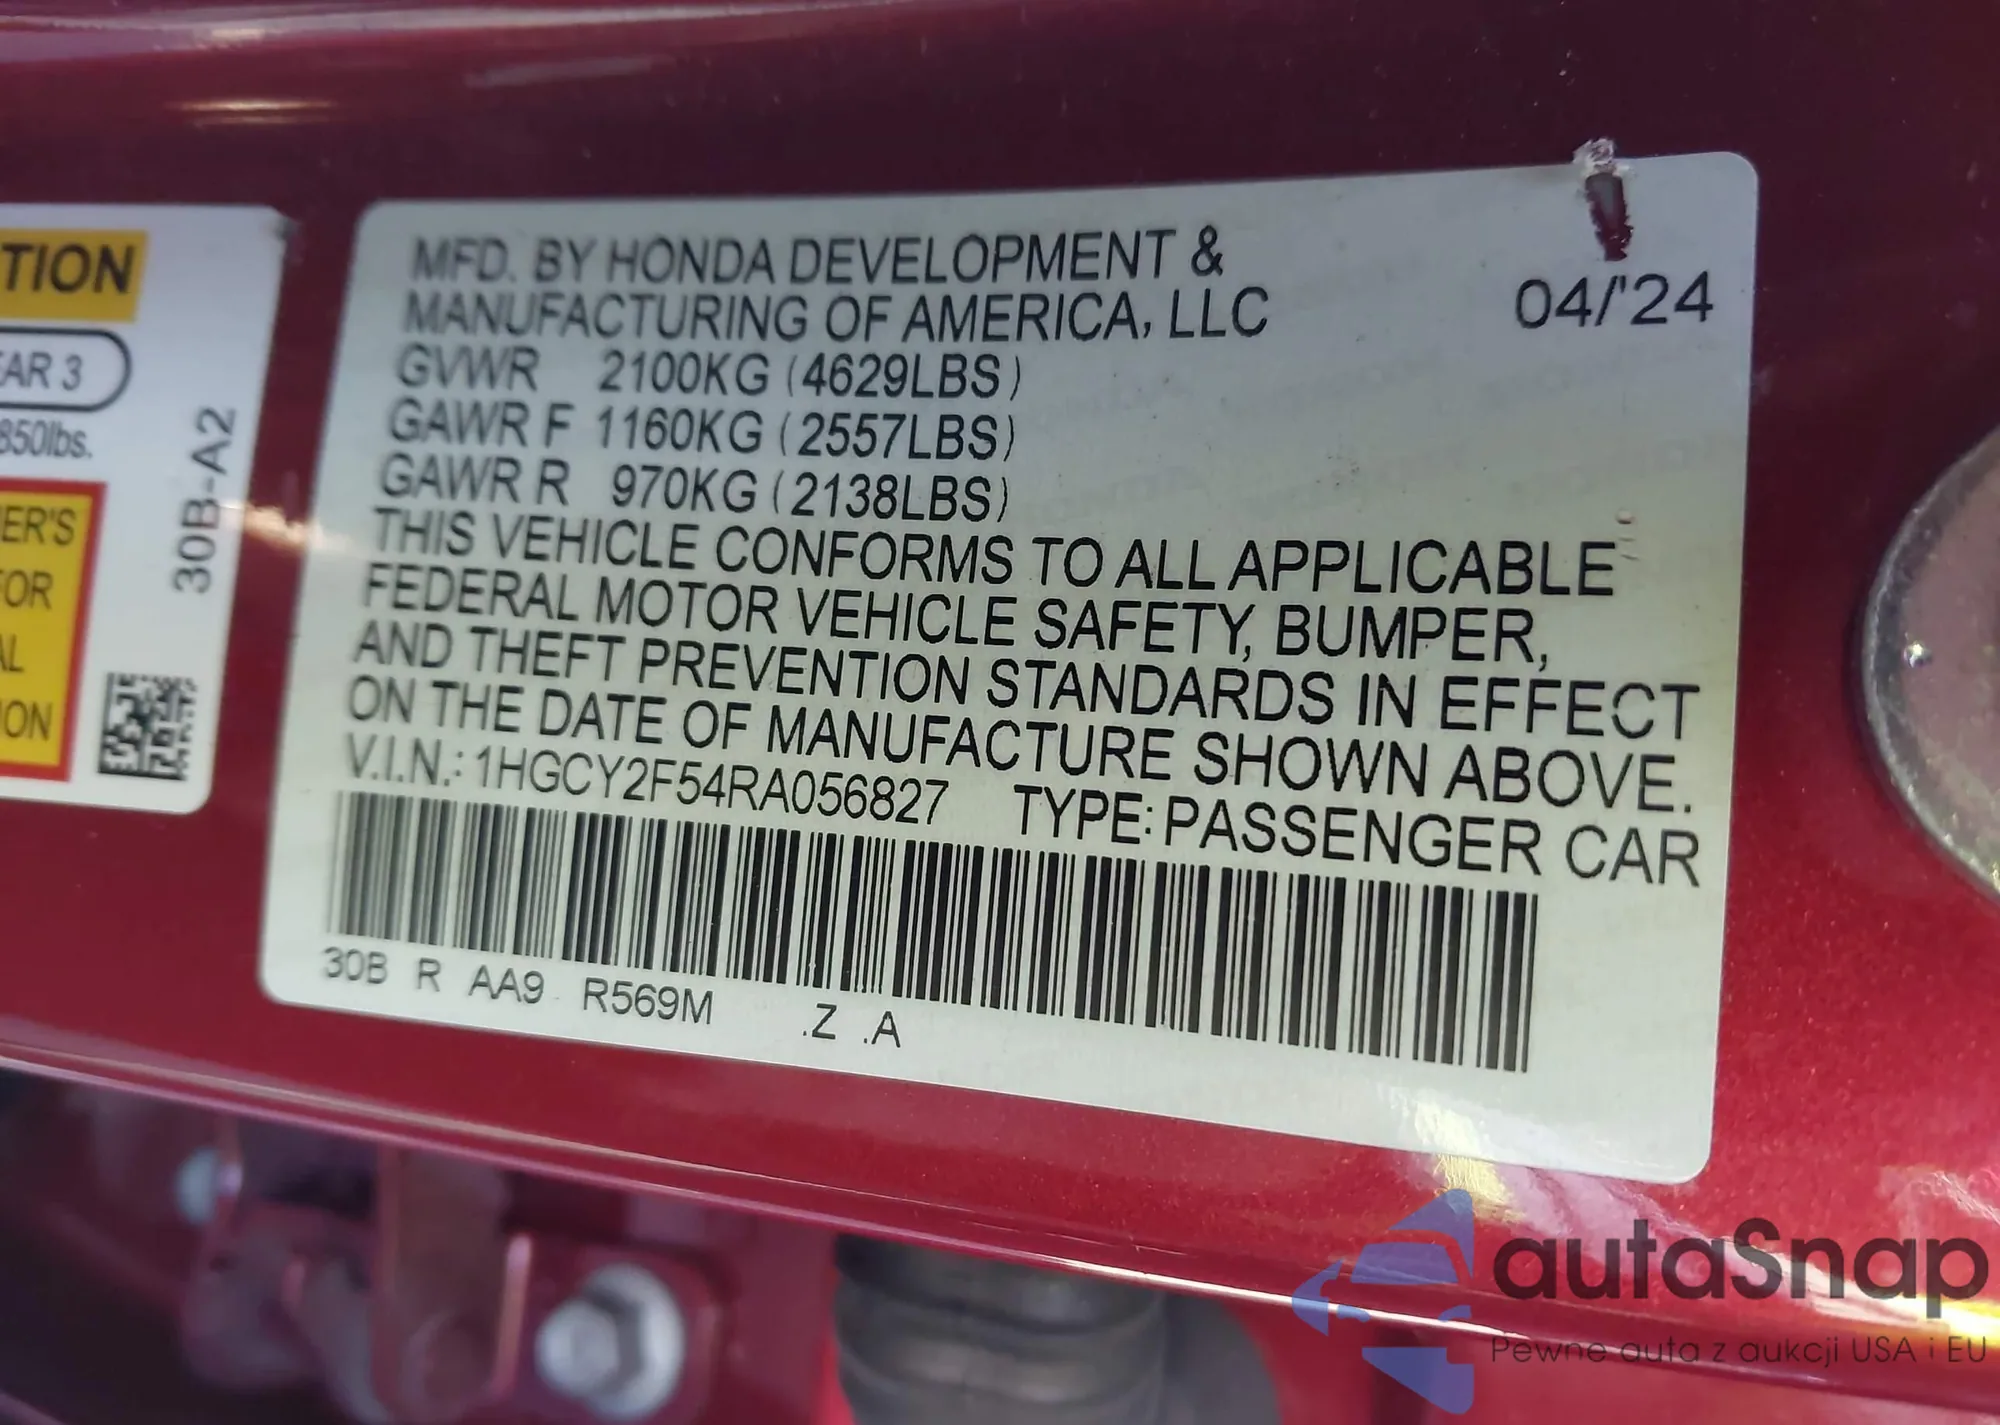 TION
AR 3
850lbs.
30B-A2
ER'S
FOR
AL
ION
MFD. BY HONDA DEVELOPMENT &
MANUFACTURING OF AMERICA, LLC
04/'24
GVWR 2100KG (4629LBS)
GAWR F 1160KG (2557LBS)
GAWR R 970KG (2138LBS)
THIS VEHICLE CONFORMS TO ALL APPLICABLE
FEDERAL MOTOR VEHICLE SAFETY, BUMPER,
AND THEFT PREVENTION STANDARDS IN EFFECT
ON THE DATE OF MANUFACTURE SHOWN ABOVE.
V.I.N.: 1HGCY2F54RA056827 TYPE: PASSENGER CAR
30B R AA9 R569M .Z .A
autaSnap
Pewne auta z aukcji USA i EU